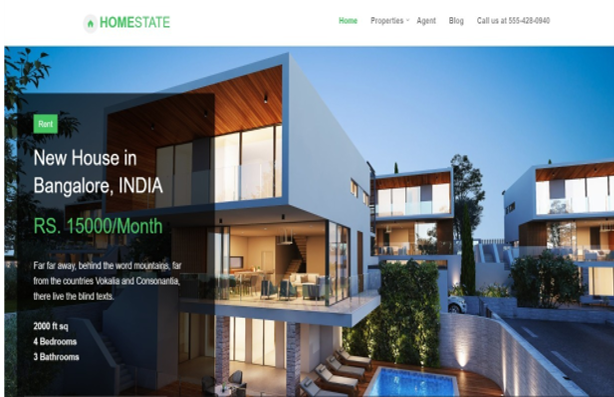 HOMESTATE
Home Properties Agent Blog Call us at 555-428-0940
Rent
New House in
Bangalore, INDIA
RS. 15000/Month
Far far away, behind the word mountains, far
from the countries Vokalia and Consonantia,
there live the blind texts.
2000 ft sq
4 Bedrooms
3 Bathrooms